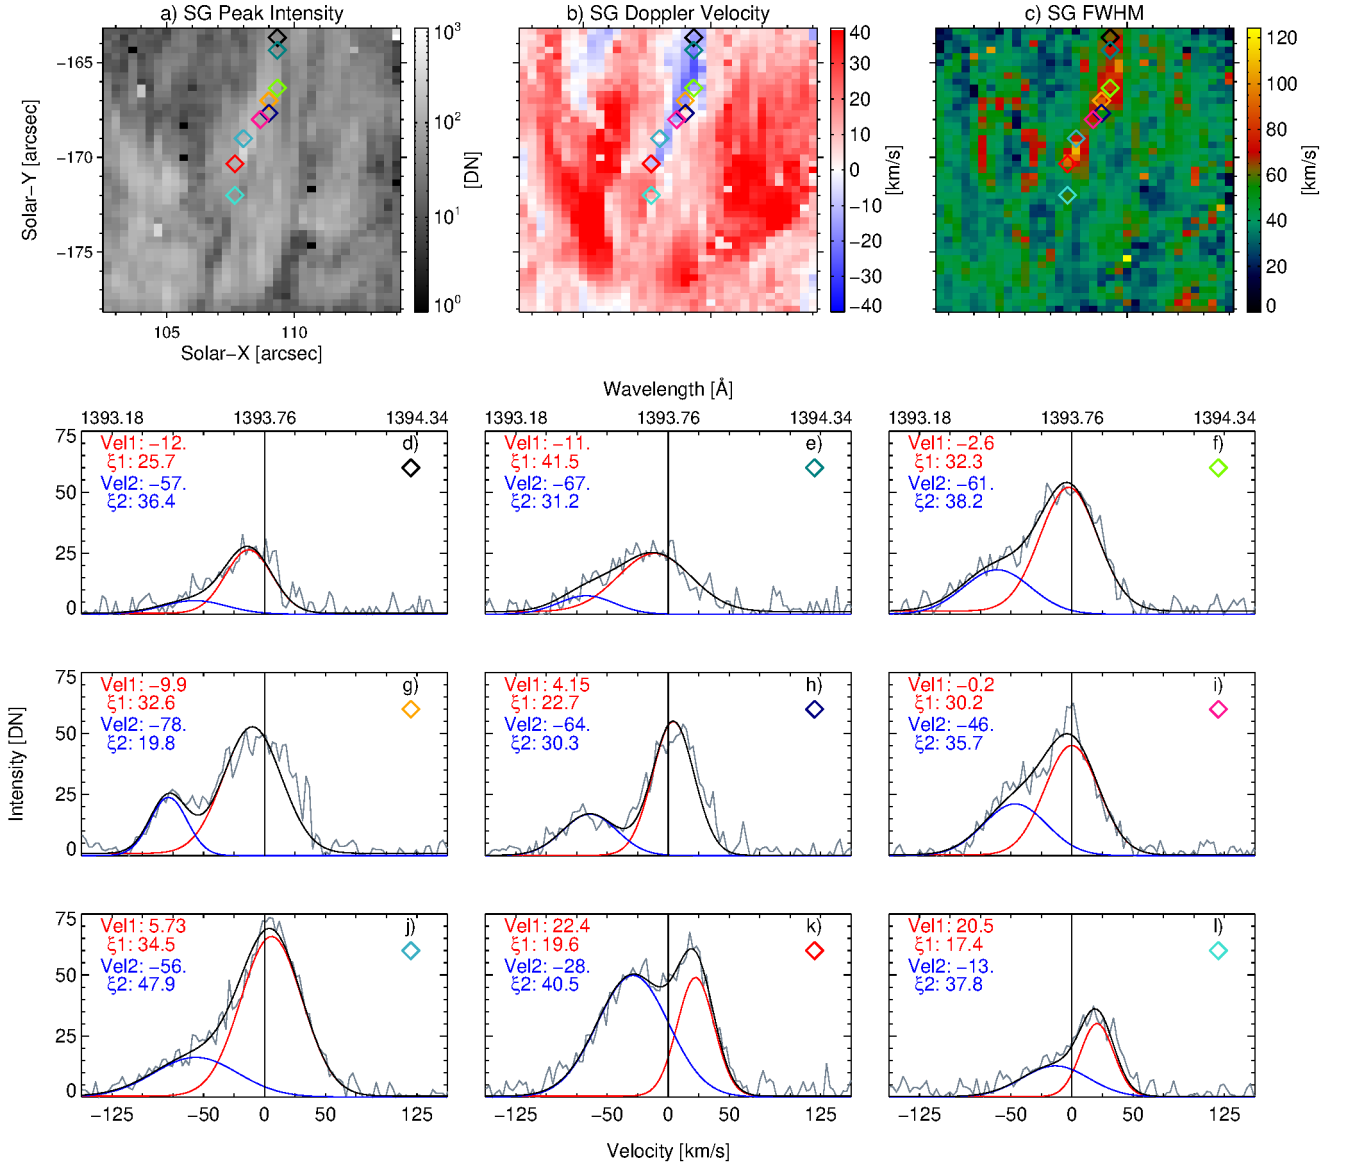 a) SG Peak Intensity
b) SG Doppler Velocity
c) SG FWHM
−165
−170
−175
Solar−Y [arcsec]
105
110
Solar−X [arcsec]
10³
10²
10¹
10⁰
[DN]
40
30
20
10
0
−10
−20
−30
−40
[km/s]
120
100
80
60
40
20
0
[km/s]
Wavelength [Å]
1393.18
1393.76
1394.34
1393.18
1393.76
1394.34
1393.18
1393.76
1394.34
75
50
25
0
Vel1: −12.
ξ1: 25.7
Vel2: −57.
ξ2: 36.4
d)
Vel1: −11.
ξ1: 41.5
Vel2: −67.
ξ2: 31.2
e)
Vel1: −2.6
ξ1: 32.3
Vel2: −61.
ξ2: 38.2
f)
75
50
25
0
Intensity [DN]
Vel1: −9.9
ξ1: 32.6
Vel2: −78.
ξ2: 19.8
g)
Vel1: 4.15
ξ1: 22.7
Vel2: −64.
ξ2: 30.3
h)
Vel1: −0.2
ξ1: 30.2
Vel2: −46.
ξ2: 35.7
i)
75
50
25
0
Vel1: 5.73
ξ1: 34.5
Vel2: −56.
ξ2: 47.9
j)
Vel1: 22.4
ξ1: 19.6
Vel2: −28.
ξ2: 40.5
k)
Vel1: 20.5
ξ1: 17.4
Vel2: −13.
ξ2: 37.8
l)
−125
−50
0
50
125
−125
−50
0
50
125
−125
−50
0
50
125
Velocity [km/s]